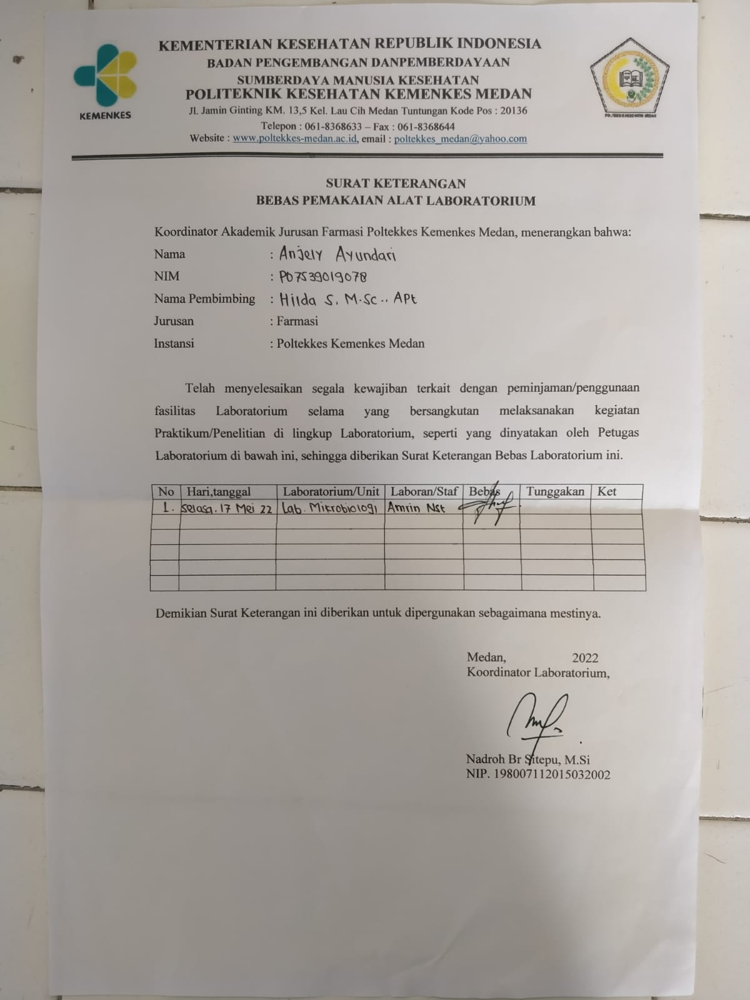 KEMENTERIAN KESEHATAN REPUBLIK INDONESIA
BADAN PENGEMBANGAN DANPEMBERDAYAAN
SUMBERDAYA MANUSIA KESEHATAN
POLITEKNIK KESEHATAN KEMENKES MEDAN
Jl. Jamin Ginting KM. 13,5 Kel. Lau Cih Medan Tuntungan Kode Pos : 20136
Telepon : 061-8368633 – Fax : 061-8368644
Website : www.poltekkes-medan.ac.id, email : poltekkes_medan@yahoo.com
KEMENKES
SURAT KETERANGAN
BEBAS PEMAKAIAN ALAT LABORATORIUM
Koordinator Akademik Jurusan Farmasi Poltekkes Kemenkes Medan, menerangkan bahwa:
Nama : Anjely Ayundari
NIM : P07539019078
Nama Pembimbing : Hilda S. M.Sc., Apt
Jurusan : Farmasi
Instansi : Poltekkes Kemenkes Medan
Telah menyelesaikan segala kewajiban terkait dengan peminjaman/penggunaan
fasilitas Laboratorium selama yang bersangkutan melaksanakan kegiatan
Praktikum/Penelitian di lingkup Laboratorium, seperti yang dinyatakan oleh Petugas
Laboratorium di bawah ini, sehingga diberikan Surat Keterangan Bebas Laboratorium ini.
No Hari,tanggal Laboratorium/Unit Laboran/Staf Bebas Tunggakan Ket
1. Selasa. 17 Mei 22 Lab. Mikrobiologi Amrin Nst
Demikian Surat Keterangan ini diberikan untuk dipergunakan sebagaimana mestinya.
Medan, 2022
Koordinator Laboratorium,
Nadroh Br Sitepu, M.Si
NIP. 198007112015032002